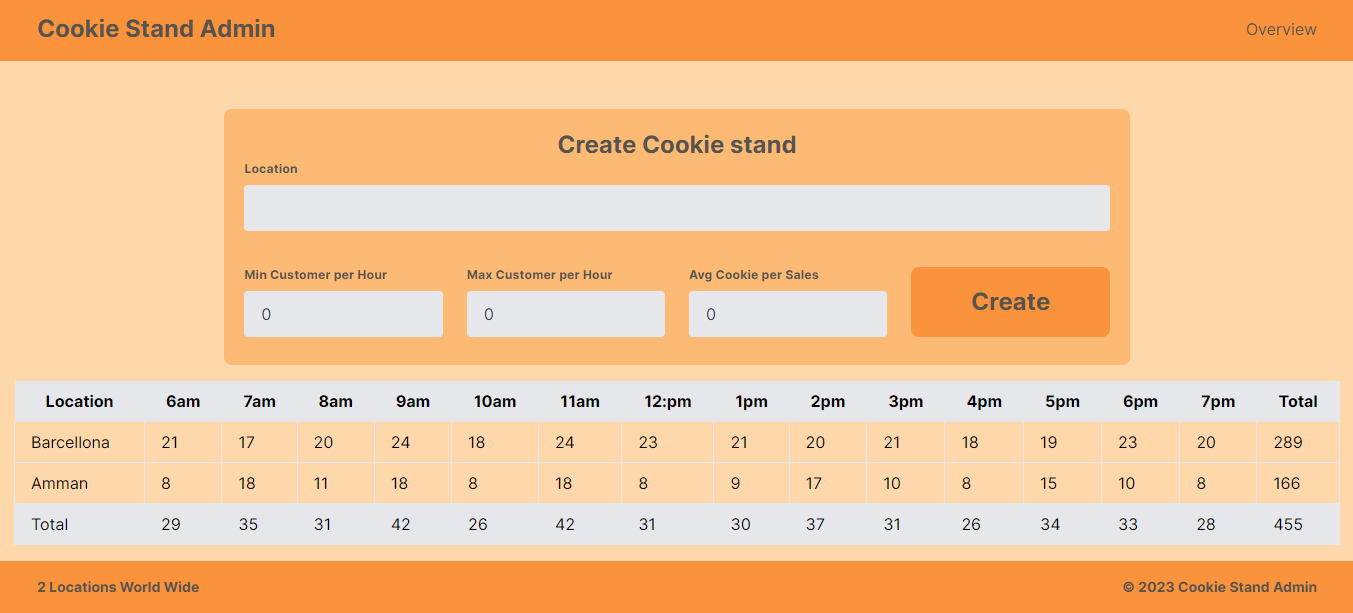 Cookie Stand Admin Overview
Create Cookie stand
Location
Min Customer per Hour Max Customer per Hour Avg Cookie per Sales
0 0 0 Create
Location 6am 7am 8am 9am 10am 11am 12:pm 1pm 2pm 3pm 4pm 5pm 6pm 7pm Total
Barcellona 21 17 20 24 18 24 23 21 20 21 18 19 23 20 289
Amman 8 18 11 18 8 18 8 9 17 10 8 15 10 8 166
Total 29 35 31 42 26 42 31 30 37 31 26 34 33 28 455
2 Locations World Wide © 2023 Cookie Stand Admin